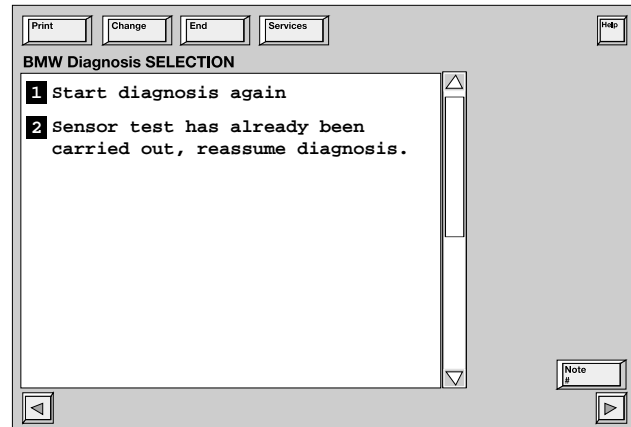 Print Change End Services Help
BMW Diagnosis SELECTION
1 Start diagnosis again
2 Sensor test has already been
carried out, reassume diagnosis.
Note
#